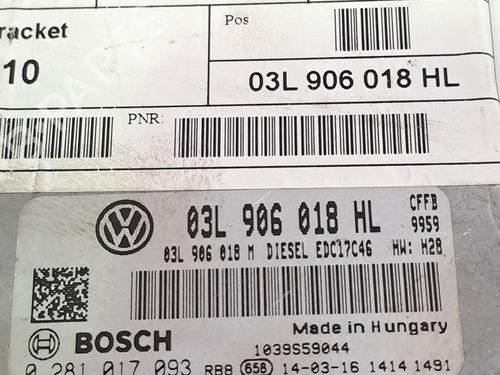 racket
Pos
10
03L 906 018 HL
PNR:
03L 906 018 HL
CFFB
9959
03L 906 018 M DIESEL EDC17C46 HW: H28
BOSCH
Made in Hungary
1039S59044
0 281 017 093 RB8 658 14-03-16 1414 1491